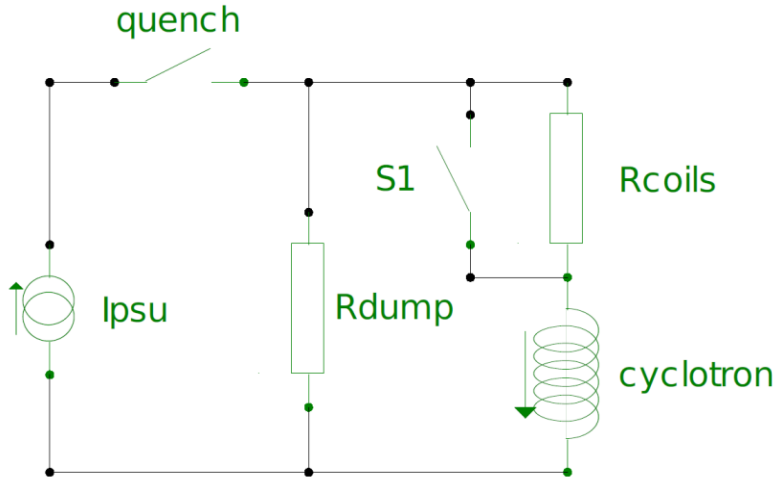 quench
S1
Rcoils
Ipsu
Rdump
cyclotron